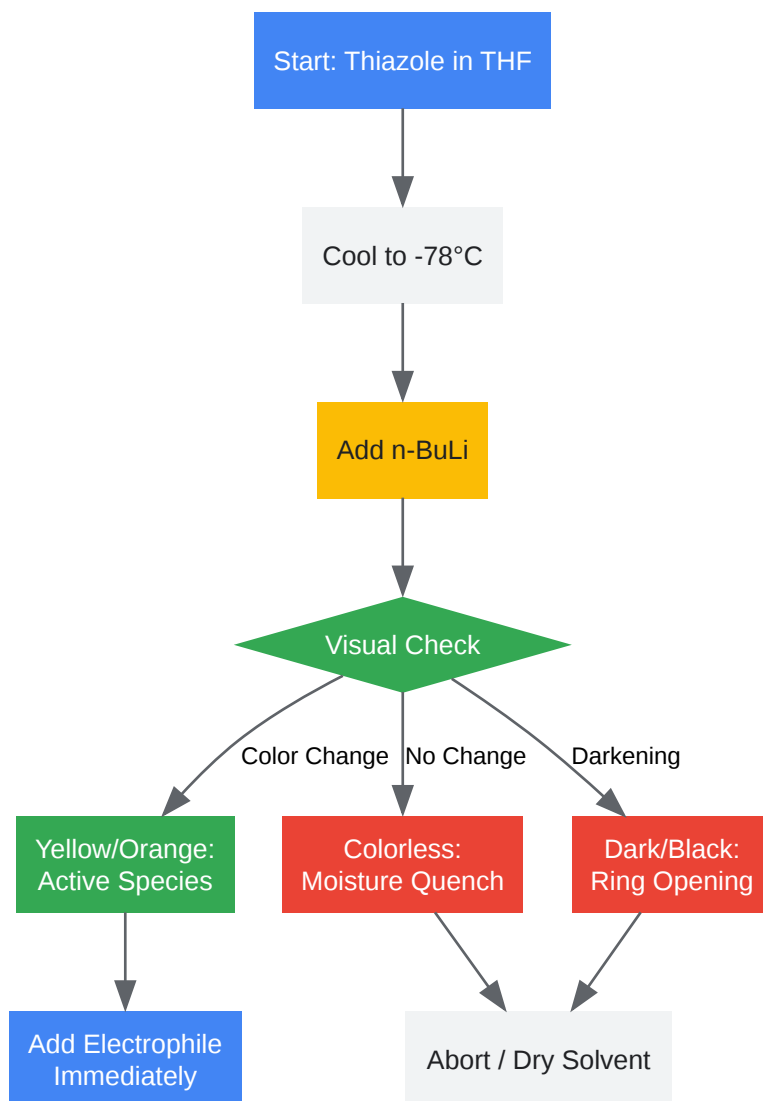 Start: Thiazole in THF
Cool to -78°C
Add n-BuLi
Visual Check
Color Change
No Change
Darkening
Yellow/Orange:
Active Species
Colorless:
Moisture Quench
Dark/Black:
Ring Opening
Add Electrophile
Immediately
Abort / Dry Solvent